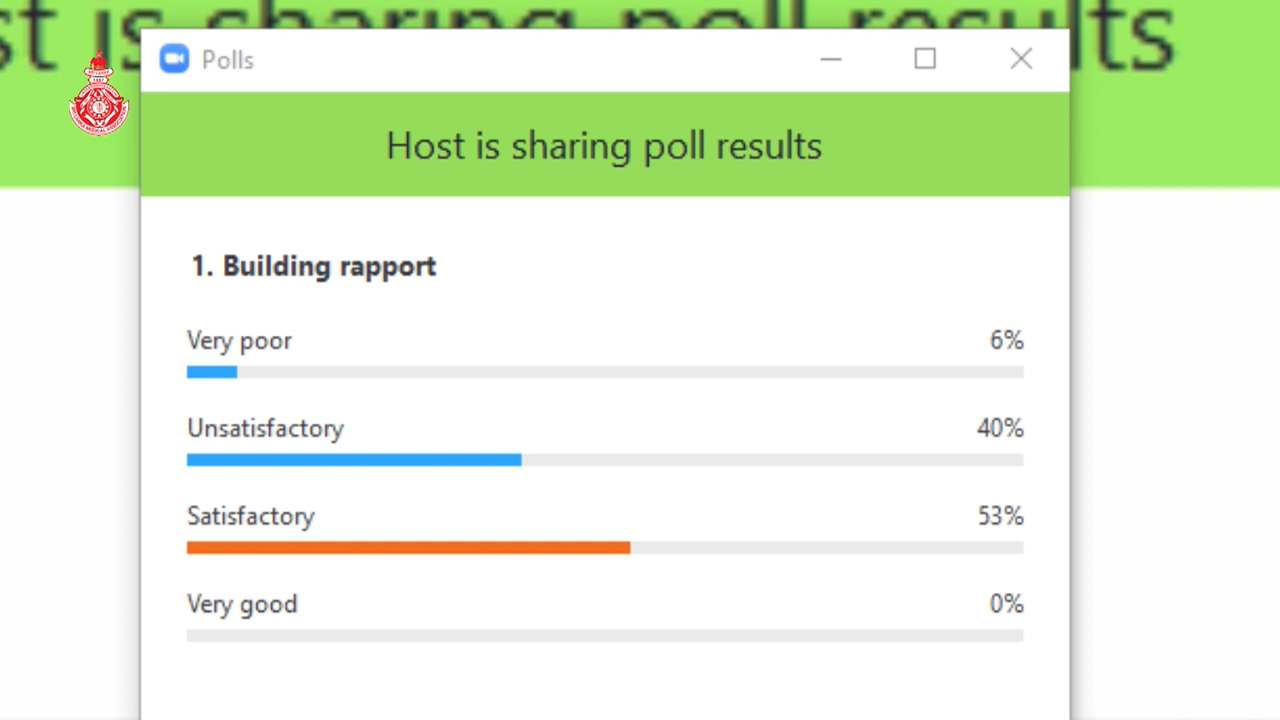 st is sharing poll results
Polls
Host is sharing poll results
1. Building rapport
Very poor 6%
Unsatisfactory 40%
Satisfactory 53%
Very good 0%